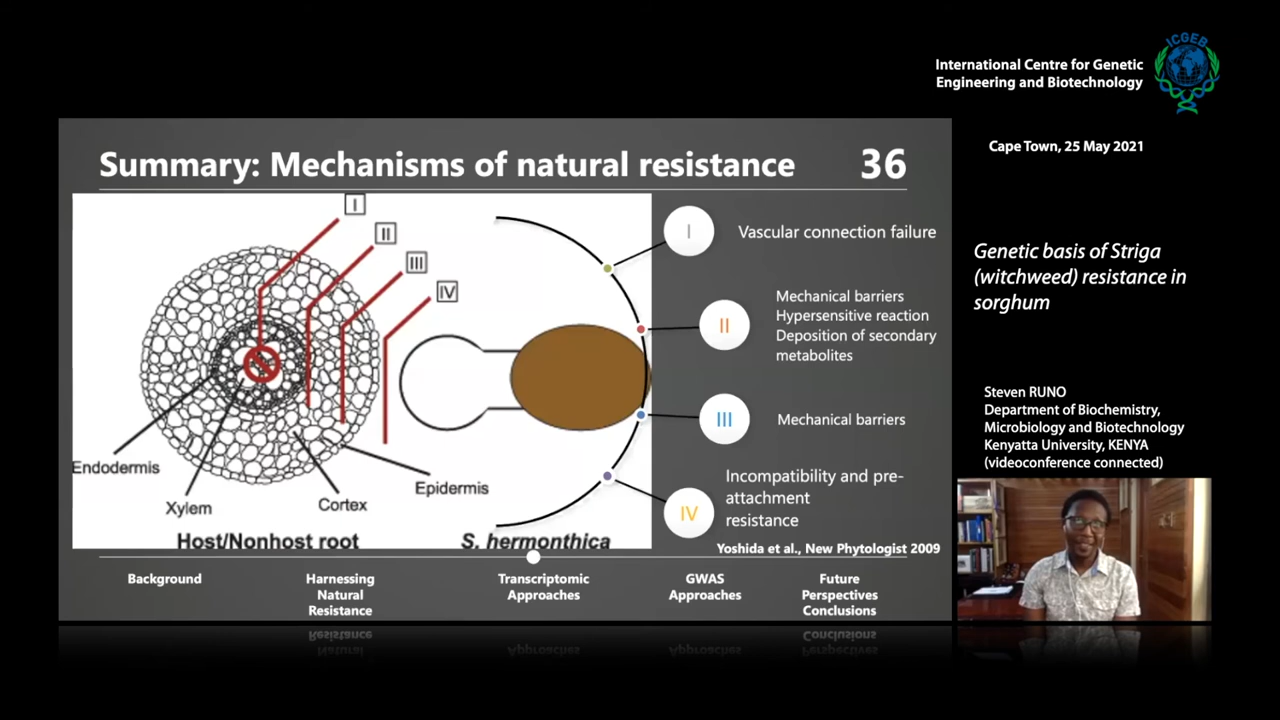 ICGEB
International Centre for Genetic
Engineering and Biotechnology
Cape Town, 25 May 2021
Summary: Mechanisms of natural resistance
36
I
II
III
IV
Endodermis
Xylem
Cortex
Epidermis
Host/Nonhost root
S. hermonthica
I
Vascular connection failure
II
Mechanical barriers
Hypersensitive reaction
Deposition of secondary
metabolites
III
Mechanical barriers
IV
Incompatibility and pre-
attachment
resistance
Yoshida et al., New Phytologist 2009
Background
Harnessing
Natural
Resistance
Transcriptomic
Approaches
GWAS
Approaches
Future
Perspectives
Conclusions
Genetic basis of Striga
(witchweed) resistance in
sorghum
Steven RUNO
Department of Biochemistry,
Microbiology and Biotechnology
Kenyatta University, KENYA
(videoconference connected)